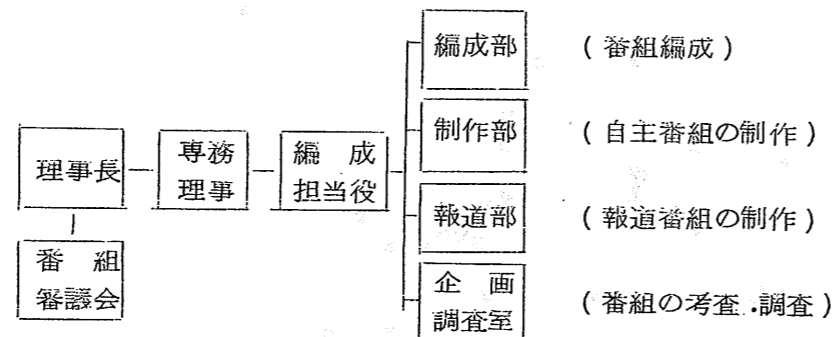 理事長
番組
審議会
専務
理事
編成
担当役
編成部 (番組編成)
制作部 (自主番組の制作)
報道部 (報道番組の制作)
企画
調査室 (番組の考査.調査)